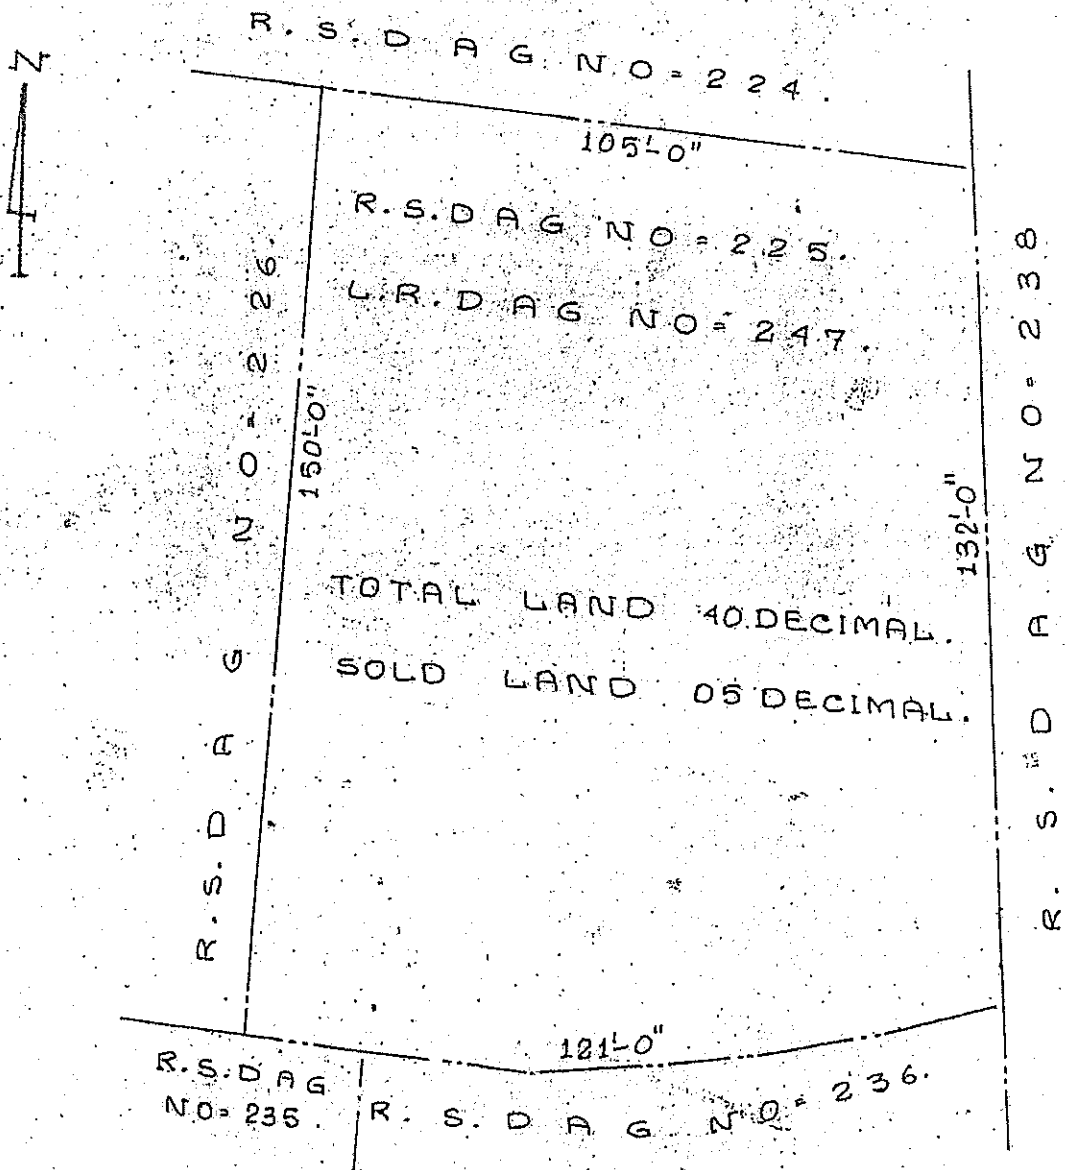 R.S.DAG NO=224.
N
105'-0"
R.S.DAG NO=225.
L.R.DAG NO=247.
R.S.DAG NO=226
150'-0"
132'-0"
R.S.DAG NO=238
TOTAL LAND 40.DECIMAL.
SOLD LAND 05 DECIMAL.
121'-0"
R.S.DAG
NO=235.
R.S.DAG NO=236.